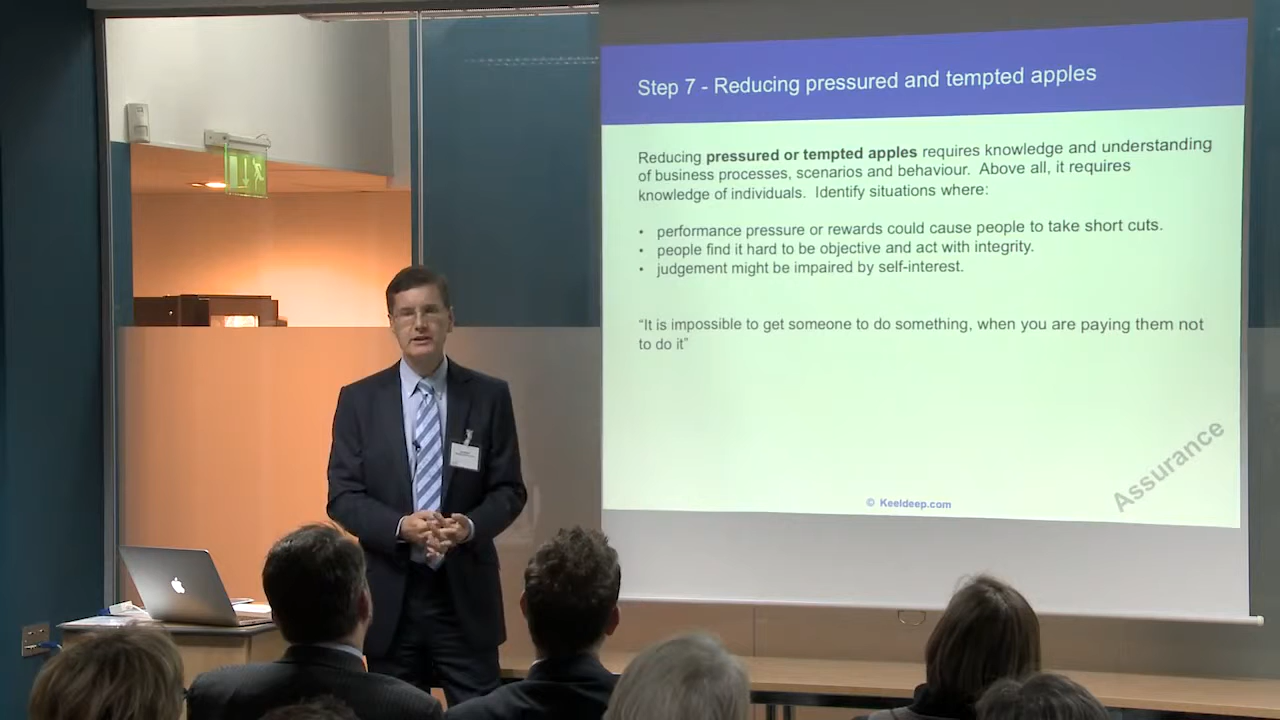 Step 7 - Reducing pressured and tempted apples
Reducing pressured or tempted apples requires knowledge and understanding
of business processes, scenarios and behaviour.  Above all, it requires
knowledge of individuals.  Identify situations where:
• performance pressure or rewards could cause people to take short cuts.
• people find it hard to be objective and act with integrity.
• judgement might be impaired by self-interest.
“It is impossible to get someone to do something, when you are paying them not
to do it”
Assurance
© Keeldeep.com